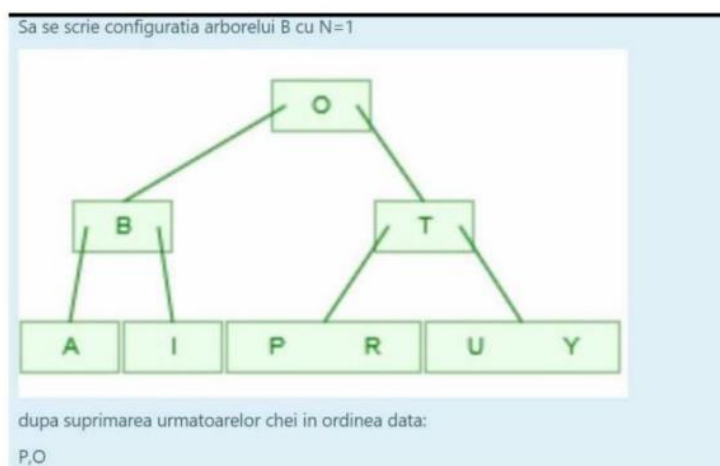 Sa se scrie configuratia arborelui B cu N=1
O
B T
A I P R U Y
dupa suprimarea urmatoarelor chei in ordinea data:
P,O